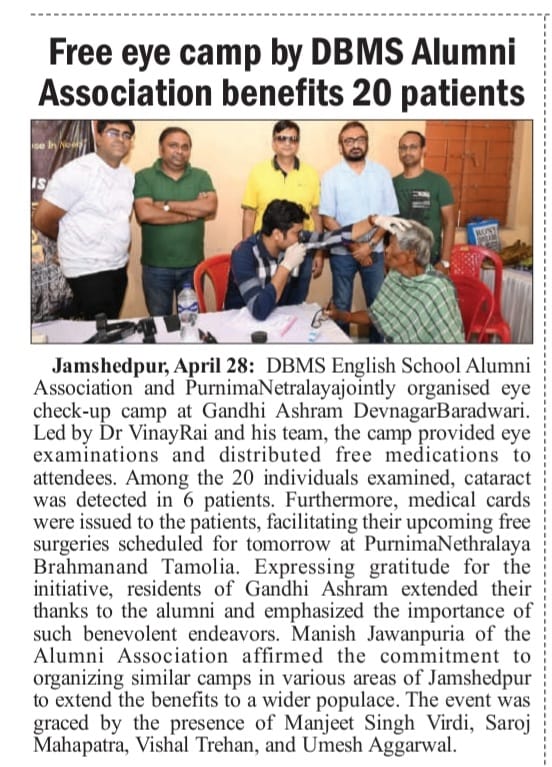 Free eye camp by DBMS Alumni
Association benefits 20 patients
Jamshedpur, April 28: DBMS English School Alumni
Association and PurnimaNetralayajointly organised eye
check-up camp at Gandhi Ashram DevnagarBaradwari.
Led by Dr VinayRai and his team, the camp provided eye
examinations and distributed free medications to
attendees. Among the 20 individuals examined, cataract
was detected in 6 patients. Furthermore, medical cards
were issued to the patients, facilitating their upcoming free
surgeries scheduled for tomorrow at PurnimaNethralaya
Brahmanand Tamolia. Expressing gratitude for the
initiative, residents of Gandhi Ashram extended their
thanks to the alumni and emphasized the importance of
such benevolent endeavors. Manish Jawanpuria of the
Alumni Association affirmed the commitment to
organizing similar camps in various areas of Jamshedpur
to extend the benefits to a wider populace. The event was
graced by the presence of Manjeet Singh Virdi, Saroj
Mahapatra, Vishal Trehan, and Umesh Aggarwal.